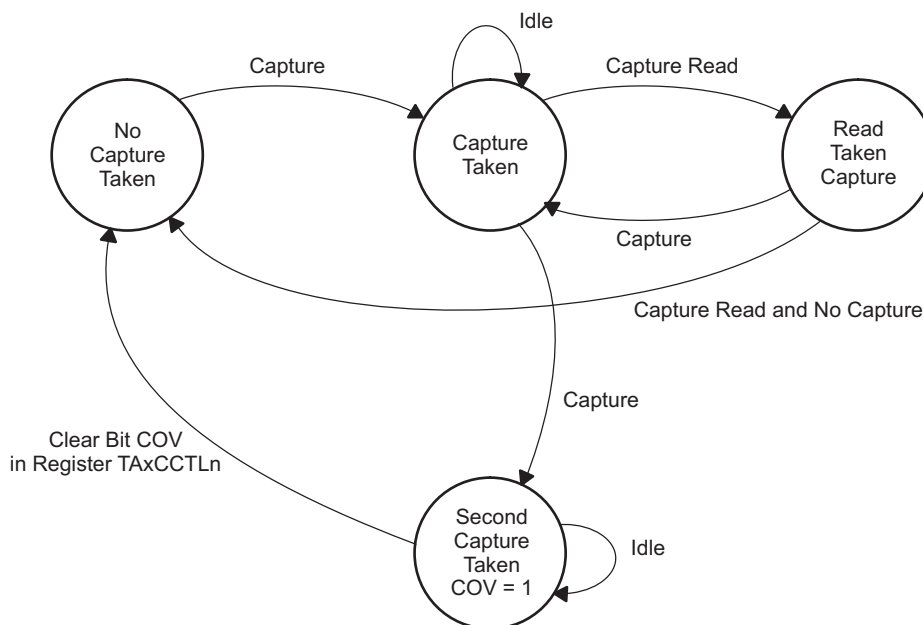 Idle
Capture
Capture Read
No
Capture
Taken
Capture
Taken
Read
Taken
Capture
Capture
Capture Read and No Capture
Capture
Clear Bit COV
in Register TAxCCTLn
Second
Capture
Taken
COV = 1
Idle